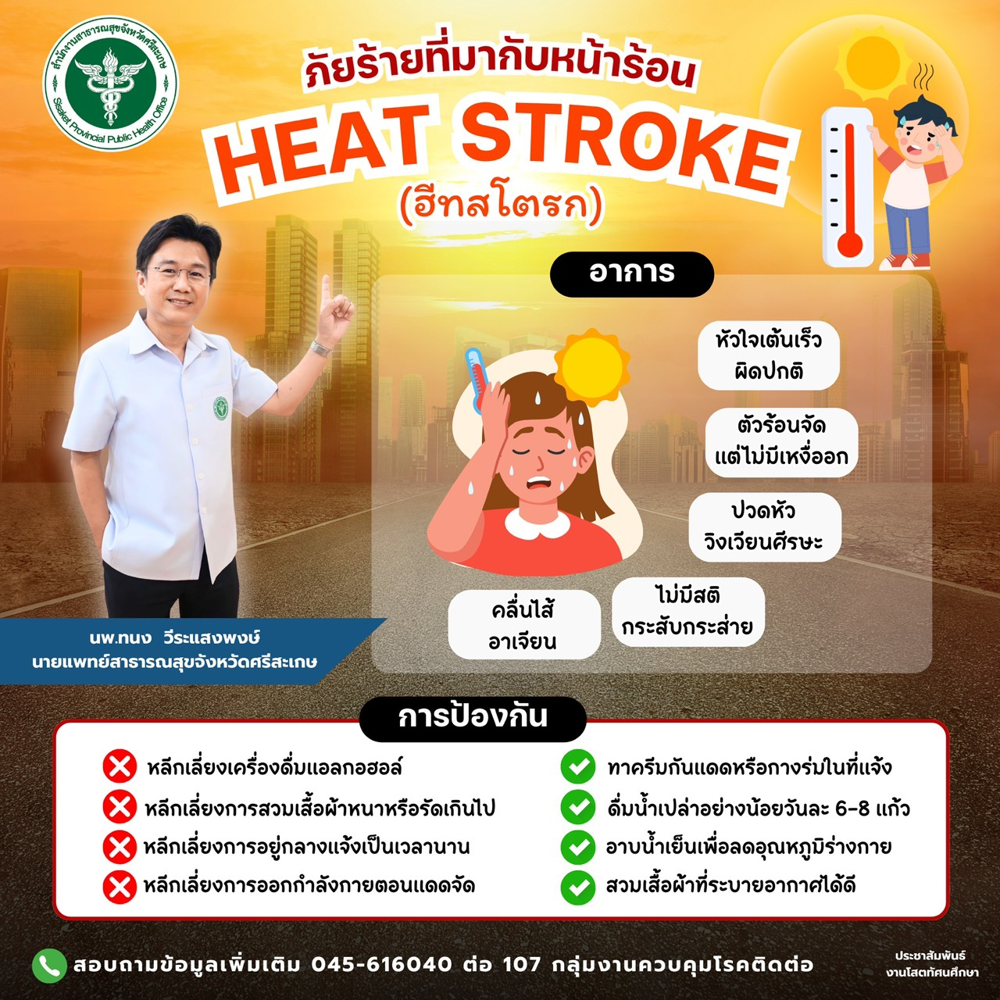 สำนักงานสาธารณสุขจังหวัดศรีสะเกษ
Sisaket Provincial Public Health Office
ภัยร้ายที่มากับหน้าร้อน
HEAT STROKE
(ฮีทสโตรก)
อาการ
หัวใจเต้นเร็ว
ผิดปกติ
ตัวร้อนจัด
แต่ไม่มีเหงื่ออก
ปวดหัว
วิงเวียนศีรษะ
ไม่มีสติ
กระสับกระส่าย
คลื่นไส้
อาเจียน
นพ.ทนง วีระแสงพงษ์
นายแพทย์สาธารณสุขจังหวัดศรีสะเกษ
การป้องกัน
หลีกเลี่ยงเครื่องดื่มแอลกอฮอล์
หลีกเลี่ยงการสวมเสื้อผ้าหนาหรือรัดเกินไป
หลีกเลี่ยงการอยู่กลางแจ้งเป็นเวลานาน
หลีกเลี่ยงการออกกำลังกายตอนแดดจัด
ทาครีมกันแดดหรือกางร่มในที่แจ้ง
ดื่มน้ำเปล่าอย่างน้อยวันละ 6-8 แก้ว
อาบน้ำเย็นเพื่อลดอุณหภูมิร่างกาย
สวมเสื้อผ้าที่ระบายอากาศได้ดี
สอบถามข้อมูลเพิ่มเติม 045-616040 ต่อ 107 กลุ่มงานควบคุมโรคติดต่อ
ประชาสัมพันธ์
งานโสตทัศนศึกษา